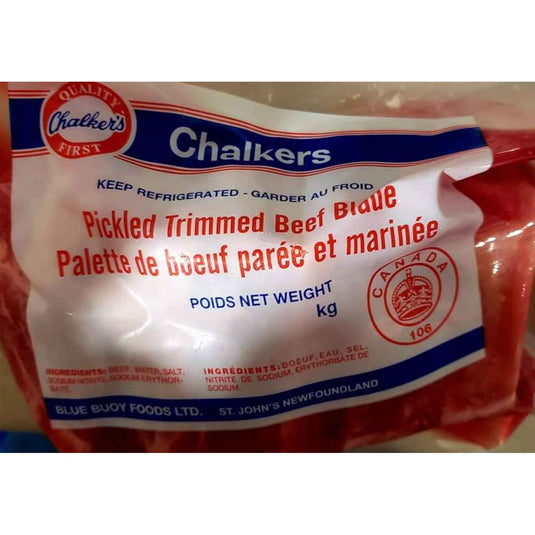 QUALITY
Chalker's
FIRST
Chalkers
KEEP REFRIGERATED - GARDER AU FROID
Pickled Trimmed Beef Blade
Palette de boeuf parée et marinée
POIDS NET WEIGHT
kg
CANADA
106
INGREDIENTS: BEEF, WATER, SALT,
SODIUM NITRITE, SODIUM ERYTHOR-
BATE
INGRÉDIENTS: BOEUF, EAU, SEL,
NITRITE DE SODIUM, ERYTHORBATE DE
SODIUM.
BLUE BUOY FOODS LTD. ST. JOHN'S NEWFOUNDLAND